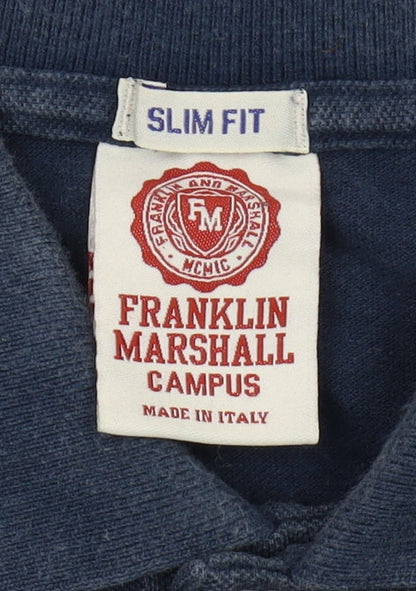 SLIM FIT
FRANKLIN AND MARSHALL
FM
MCMIC
FRANKLIN
MARSHALL
CAMPUS
MADE IN ITALY